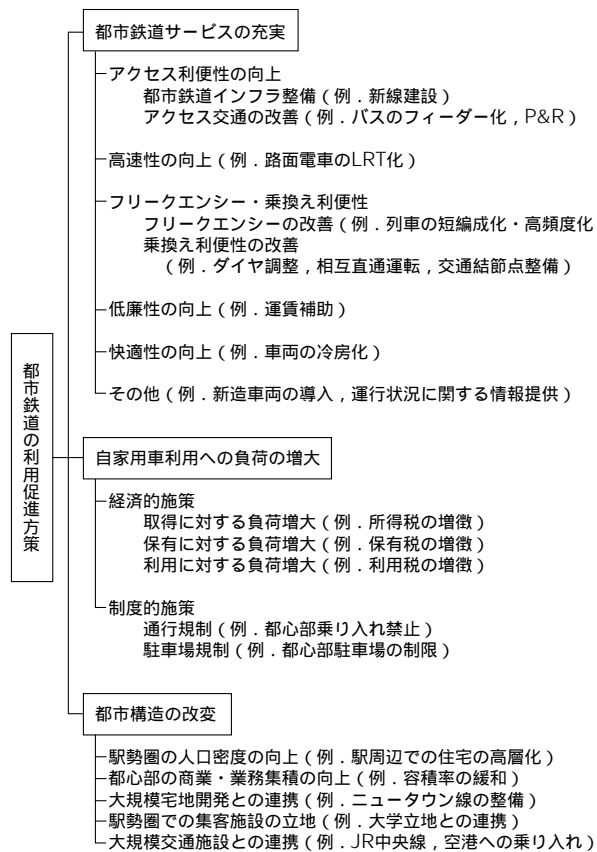 都市鉄道サービスの充実
アクセス利便性の向上
都市鉄道インフラ整備(例．新線建設)
アクセス交通の改善(例．バスのフィーダー化，P&R)
高速性の向上(例．路面電車のLRT化)
フリークエンシー・乗換え利便性
フリークエンシーの改善(例．列車の短編成化・高頻度化
乗換え利便性の改善
(例．ダイヤ調整，相互直通運転，交通結節点整備)
低廉性の向上(例．運賃補助)
快適性の向上(例．車両の冷房化)
その他(例．新造車両の導入，運行状況に関する情報提供)
都市鉄道の利用促進方策
自家用車利用への負荷の増大
経済的施策
取得に対する負荷増大(例．所得税の増徴)
保有に対する負荷増大(例．保有税の増徴)
利用に対する負荷増大(例．利用税の増徴)
制度的施策
通行規制(例．都心部乗り入れ禁止)
駐車場規制(例．都心部駐車場の制限)
都市構造の改変
駅勢圏の人口密度の向上(例．駅周辺での住宅の高層化)
都心部の商業・業務集積の向上(例．容積率の緩和)
大規模宅地開発との連携(例．ニュータウン線の整備)
駅勢圏での集客施設の立地(例．大学立地との連携)
大規模交通施設との連携(例．JR中央線，空港への乗り入れ)